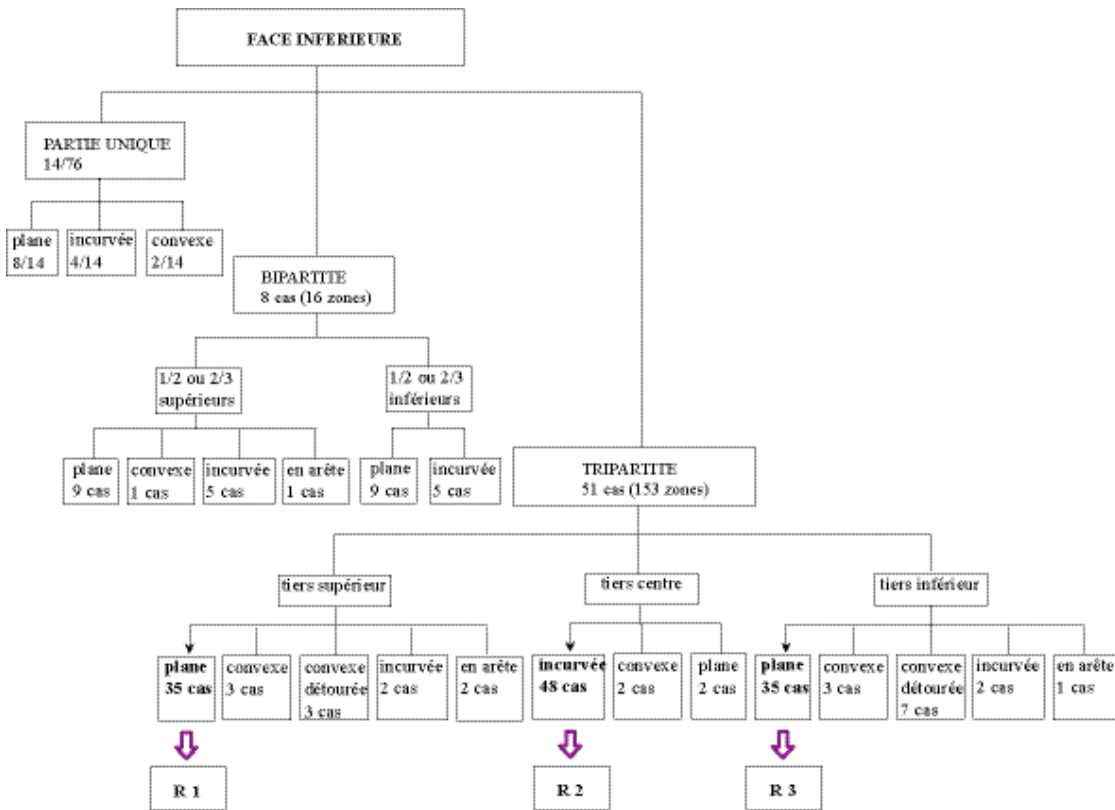 FACE INFERIEURE
PARTIE UNIQUE
14/76
plane
8/14
incurvée
4/14
convexe
2/14
BIPARTITE
8 cas (16 zones)
1/2 ou 2/3
supérieurs
1/2 ou 2/3
inférieurs
plane
9 cas
convexe
1 cas
incurvée
5 cas
en arête
1 cas
plane
9 cas
incurvée
5 cas
TRIPARTITE
51 cas (153 zones)
tiers supérieur
tiers centre
tiers inférieur
plane
35 cas
convexe
3 cas
convexe
détourée
3 cas
incurvée
2 cas
en arête
2 cas
incurvée
48 cas
convexe
2 cas
plane
2 cas
plane
35 cas
convexe
3 cas
convexe
détourée
7 cas
incurvée
2 cas
en arête
1 cas
R 1
R 2
R 3